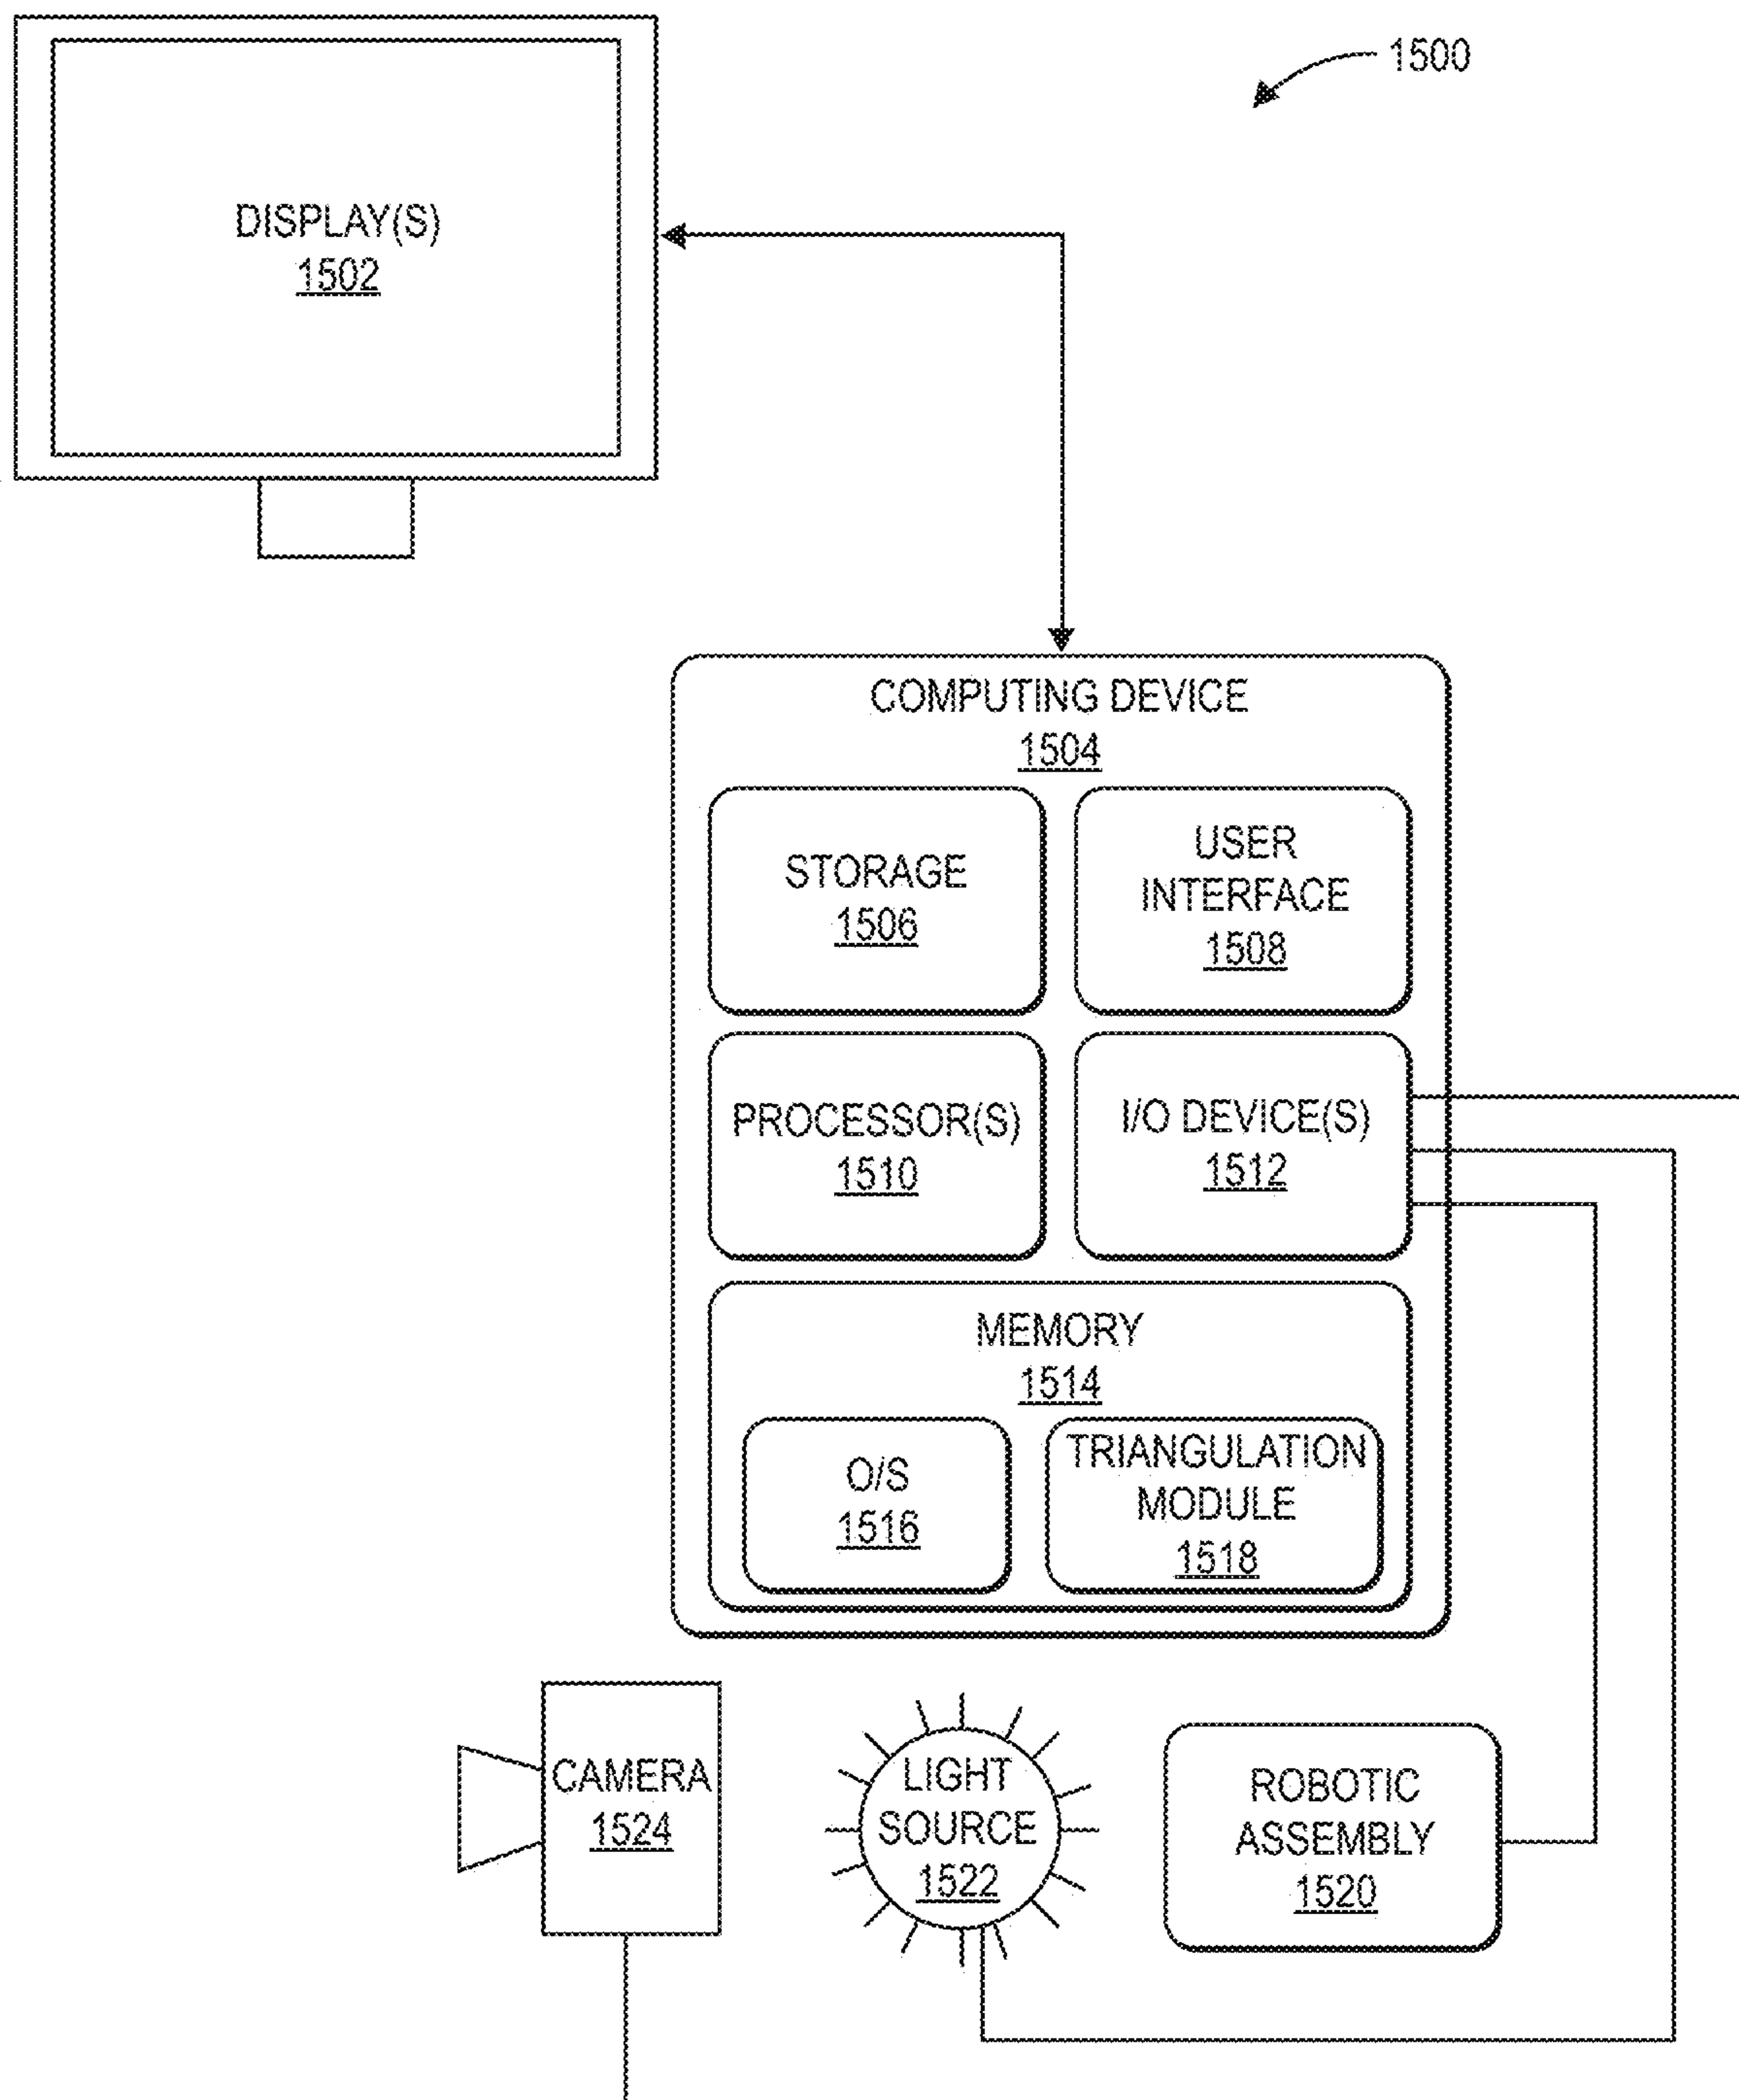 1500
DISPLAY(S)
1502
COMPUTING DEVICE
1504
STORAGE
1506
USER
INTERFACE
1508
PROCESSOR(S)
1510
I/O DEVICE(S)
1512
MEMORY
1514
O/S
1516
TRIANGULATION
MODULE
1518
CAMERA
1524
LIGHT
SOURCE
1522
ROBOTIC
ASSEMBLY
1520